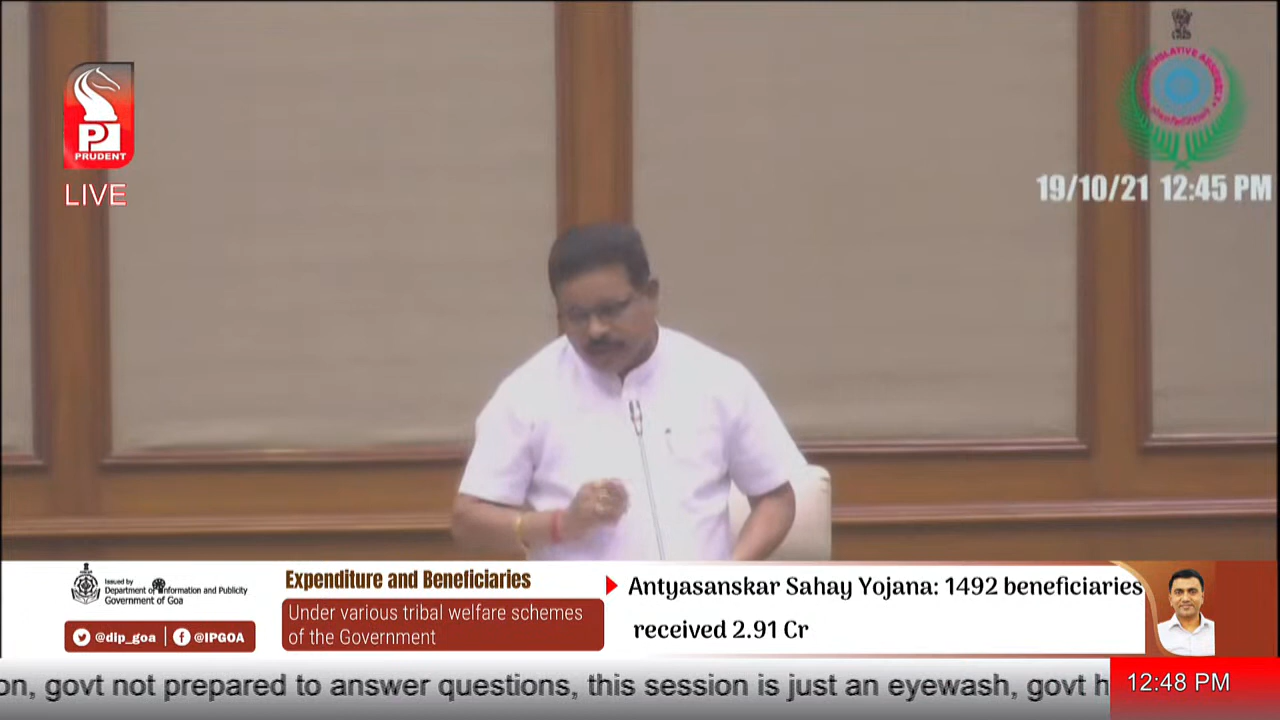 PRUDENT
LIVE
LEGISLATIVE ASSEMBLY
19/10/21 12:45 PM
Issued by
Department of Information and Publicity
Government of Goa
@dip_goa
@IPGOA
Expenditure and Beneficiaries
Under various tribal welfare schemes
of the Government
Antyasanskar Sahay Yojana: 1492 beneficiaries
received 2.91 Cr
on, govt not prepared to answer questions, this session is just an eyewash, govt h
12:48 PM